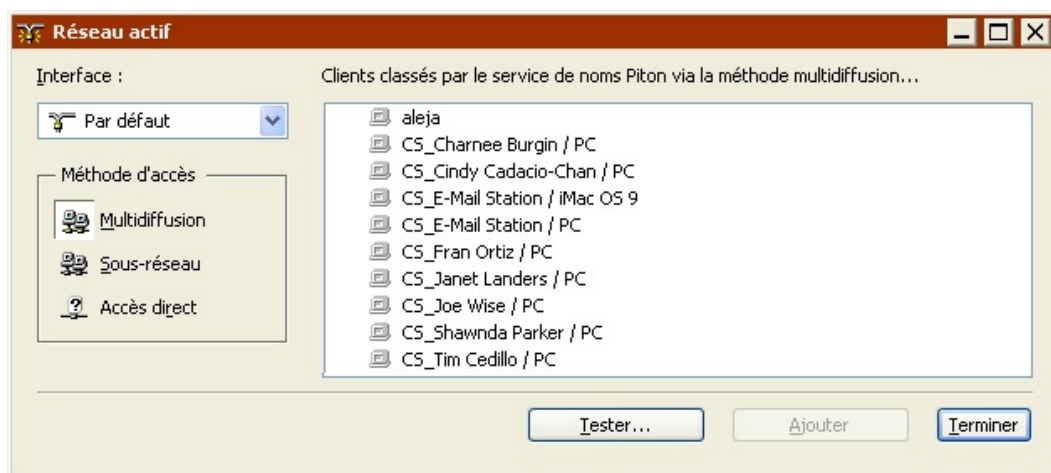 Réseau actif
Interface :
Par défaut
Méthode d'accès
Multidiffusion
Sous-réseau
Accès direct
Clients classés par le service de noms Piton via la méthode multidiffusion...
aleja
CS_Charnee Burgin / PC
CS_Cindy Cadacio-Chan / PC
CS_E-Mail Station / iMac OS 9
CS_E-Mail Station / PC
CS_Fran Ortiz / PC
CS_Janet Landers / PC
CS_Joe Wise / PC
CS_Shawnda Parker / PC
CS_Tim Cedillo / PC
Tester...
Ajouter
Terminer